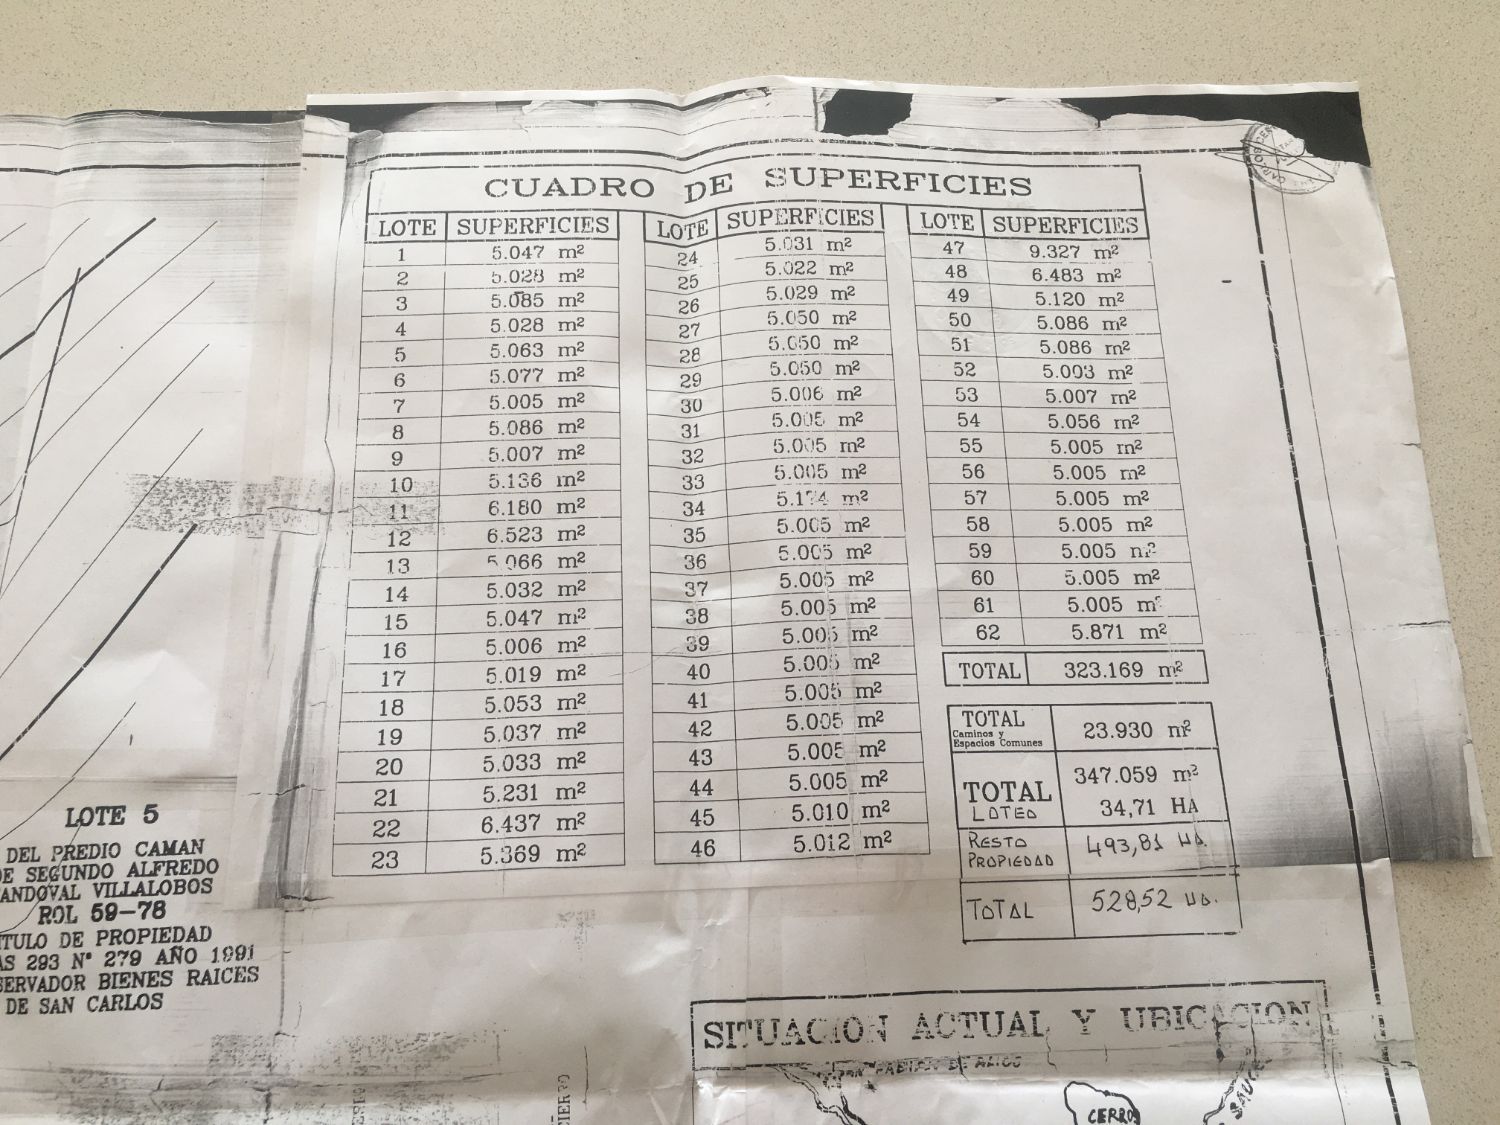 CUADRO DE SUPERFICIES
LOTE SUPERFICIES
1 5.047 m²
2 5.028 m²
3 5.085 m²
4 5.028 m²
5 5.063 m²
6 5.077 m²
7 5.005 m²
8 5.086 m²
9 5.007 m²
10 5.136 m²
11 6.180 m²
12 6.523 m²
13 5.066 m²
14 5.032 m²
15 5.047 m²
16 5.006 m²
17 5.019 m²
18 5.053 m²
19 5.037 m²
20 5.033 m²
21 5.231 m²
22 6.437 m²
23 5.369 m²
LOTE SUPERFICIES
24 5.031 m²
25 5.022 m²
26 5.029 m²
27 5.050 m²
28 5.050 m²
29 5.050 m²
30 5.006 m²
31 5.005 m²
32 5.005 m²
33 5.005 m²
34 m²
35 5.005 m²
36 5.005 m²
37 5.005 m²
38 5.005 m²
39 5.005 m²
40 5.005 m²
41 5.005 m²
42 5.005 m²
43 5.005 m²
44 5.005 m²
45 5.010 m²
46 5.012 m²
LOTE SUPERFICIES
47 9.327 m²
48 6.483 m²
49 5.120 m²
50 5.086 m²
51 5.086 m²
52 5.003 m²
53 5.007 m²
54 5.056 m²
55 5.005 m²
56 5.005 m²
57 5.005 m²
58 5.005 m²
59 5.005 m²
60 5.005 m²
61 5.005 m²
62 5.871 m²
TOTAL 323.169 m²
TOTAL
Caminos y
Espacios Comunes
23.930 m²
TOTAL
LOTEO
347.059 m²
34,71 HA
RESTO
PROPIEDAD
493,81 HA.
TOTAL 528,52 HA.
LOTE 5
DEL PREDIO CAMAN
DE SEGUNDO ALFREDO
SANDOVAL VILLALOBOS
ROL 59-78
TITULO DE PROPIEDAD
AS 293 N° 279 AÑO 1991
SERVADOR BIENES RAICES
DE SAN CARLOS
SITUACION ACTUAL Y UBICACION
SAN FABIAN DE ALICO
CERRO
SAUCE